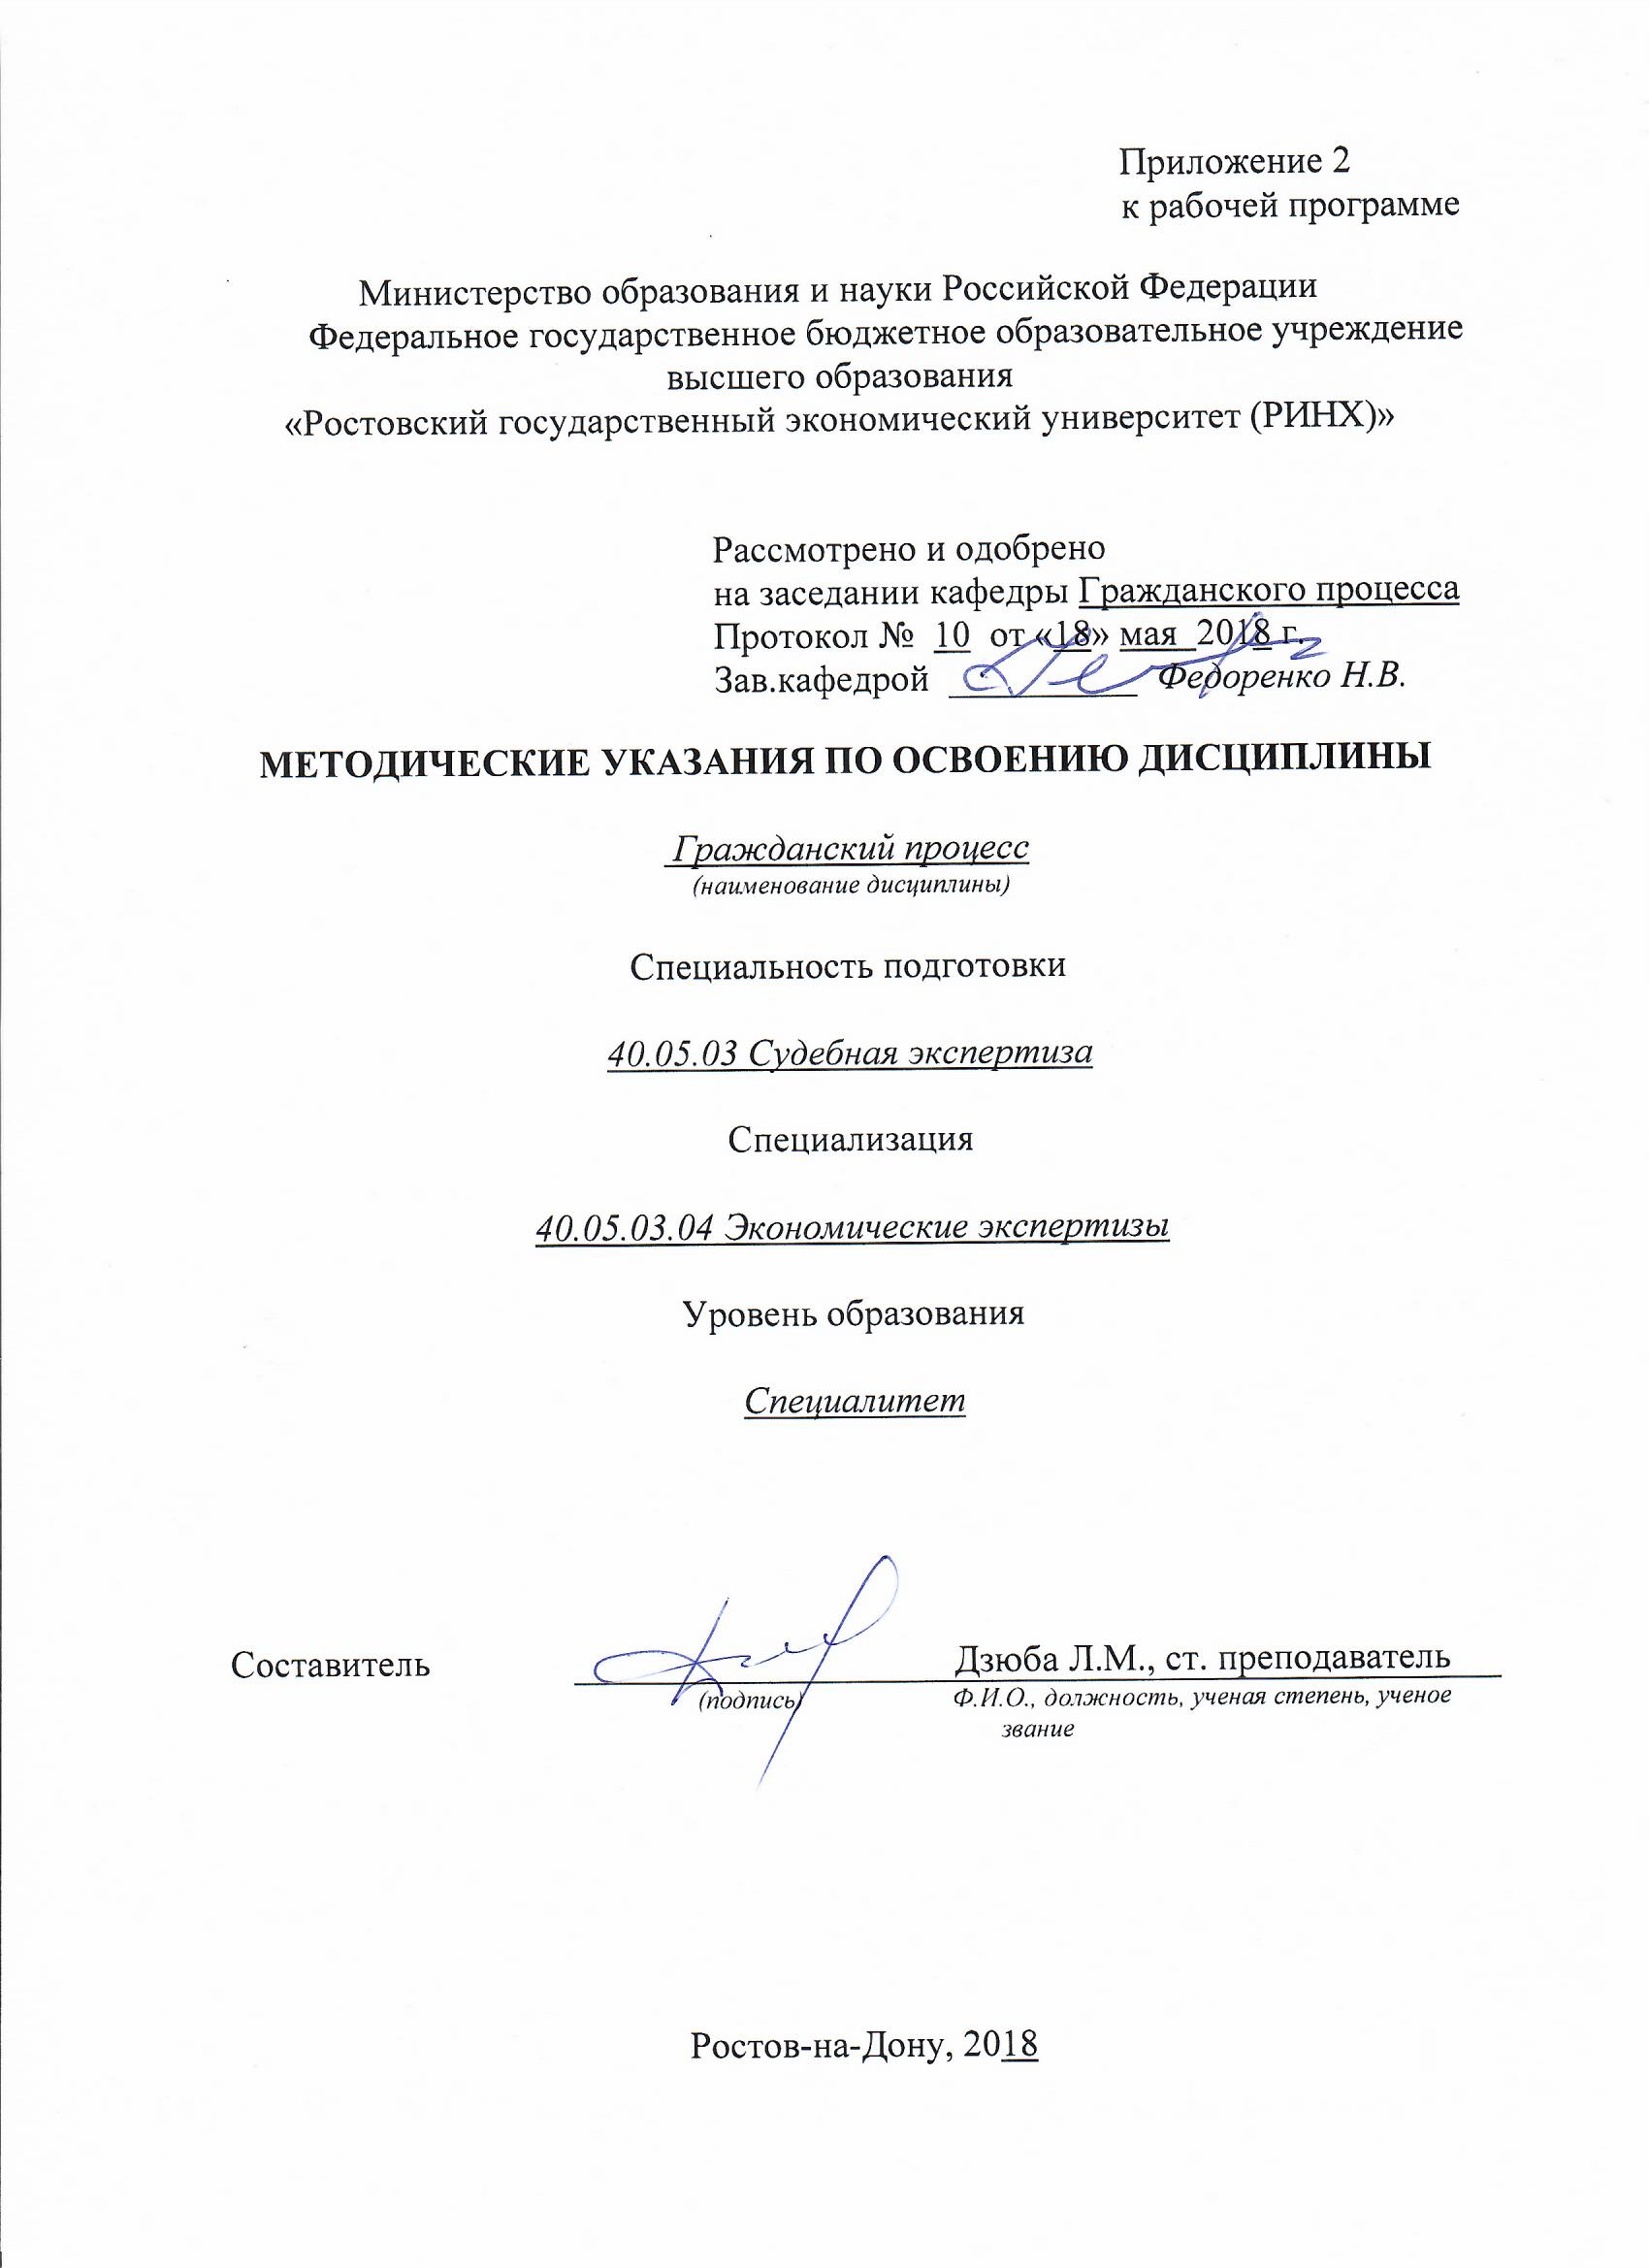 Приложение 2
к рабочей программе
Министерство образования и науки Российской Федерации
Федеральное государственное бюджетное образовательное учреждение
высшего образования
«Ростовский государственный экономический университет (РИНХ)»
Рассмотрено и одобрено
на заседании кафедры Гражданского процесса
Протокол № 10 от «18» мая 2018 г.
Зав.кафедрой ___________ Федоренко Н.В.
МЕТОДИЧЕСКИЕ УКАЗАНИЯ ПО ОСВОЕНИЮ ДИСЦИПЛИНЫ
Гражданский процесс
(наименование дисциплины)
Специальность подготовки
40.05.03 Судебная экспертиза
Специализация
40.05.03.04 Экономические экспертизы
Уровень образования
Специалитет
Составитель Дзюба Л.М., ст. преподаватель
(подпись) Ф.И.О., должность, ученая степень, ученое
звание
Ростов-на-Дону, 2018